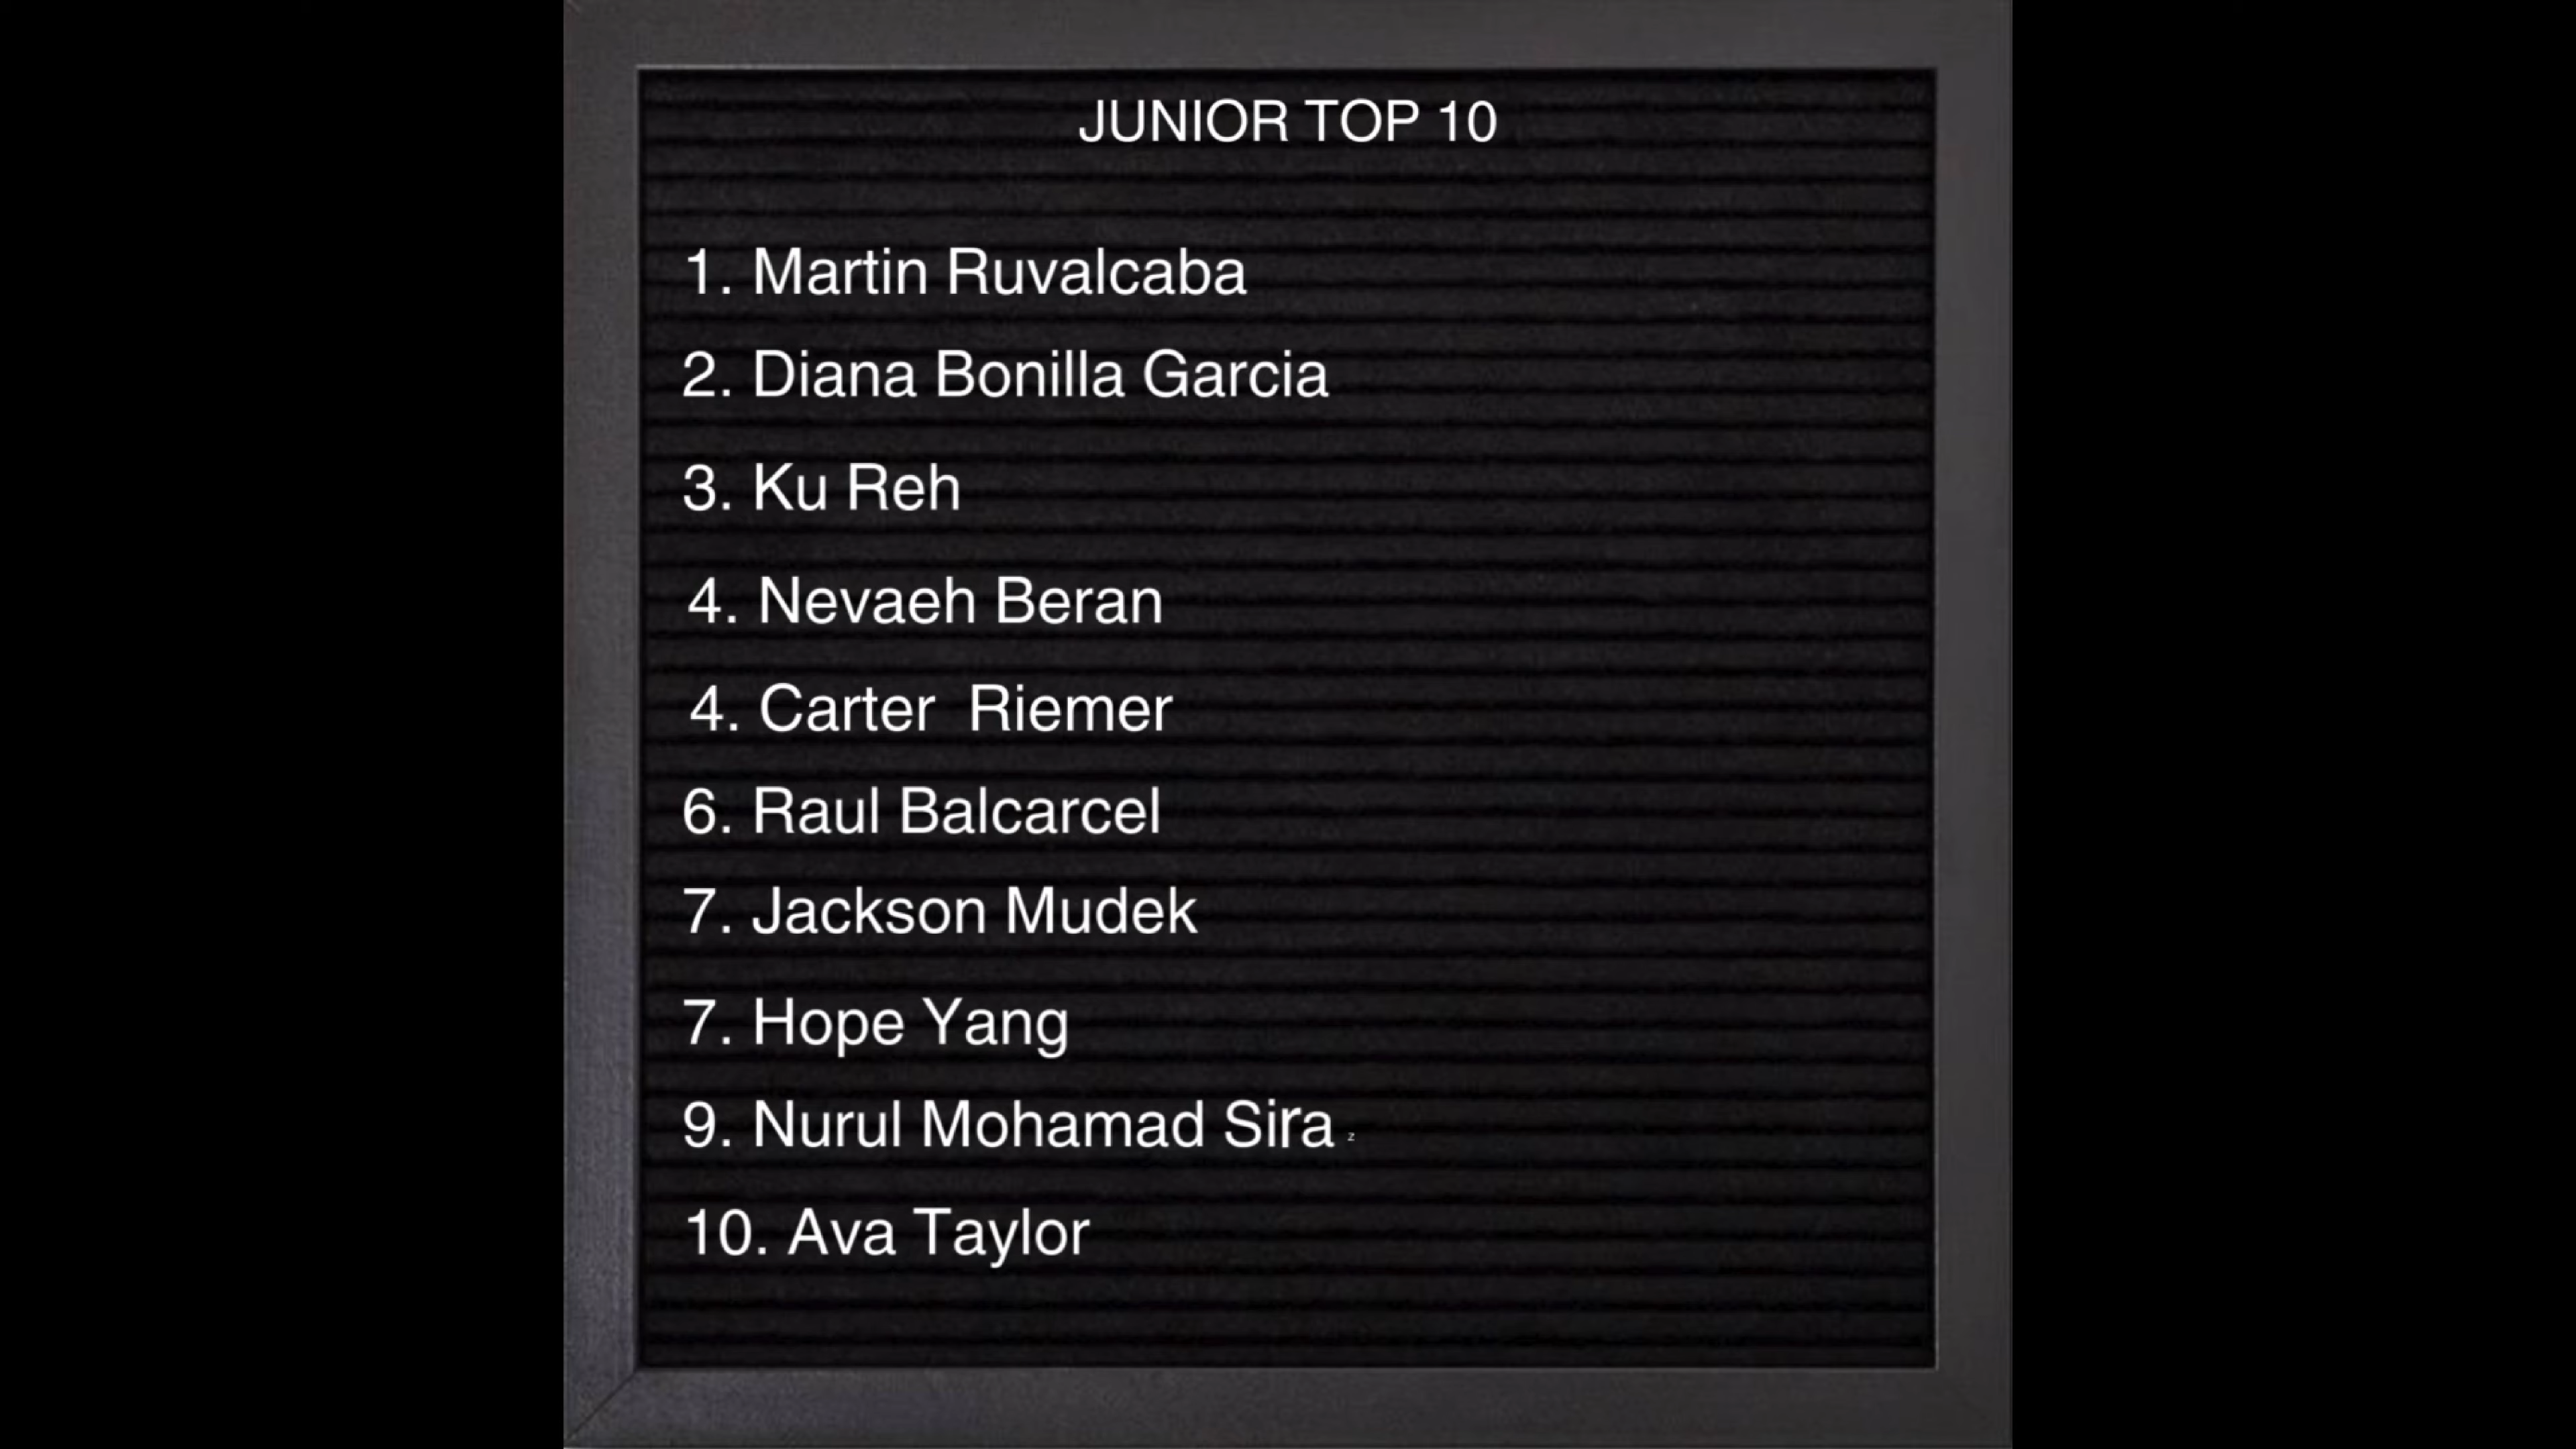 JUNIOR TOP 10
1. Martin Ruvalcaba
2. Diana Bonilla Garcia
3. Ku Reh
4. Nevaeh Beran
4. Carter  Riemer
6. Raul Balcarcel
7. Jackson Mudek
7. Hope Yang
9. Nurul Mohamad Sira z
10. Ava Taylor